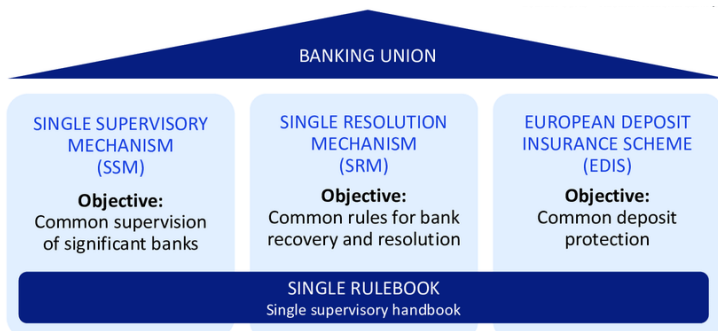 BANKING UNION
SINGLE SUPERVISORY
MECHANISM
(SSM)
Objective:
Common supervision
of significant banks
SINGLE RESOLUTION
MECHANISM
(SRM)
Objective:
Common rules for bank
recovery and resolution
EUROPEAN DEPOSIT
INSURANCE SCHEME
(EDIS)
Objective:
Common deposit
protection
SINGLE RULEBOOK
Single supervisory handbook